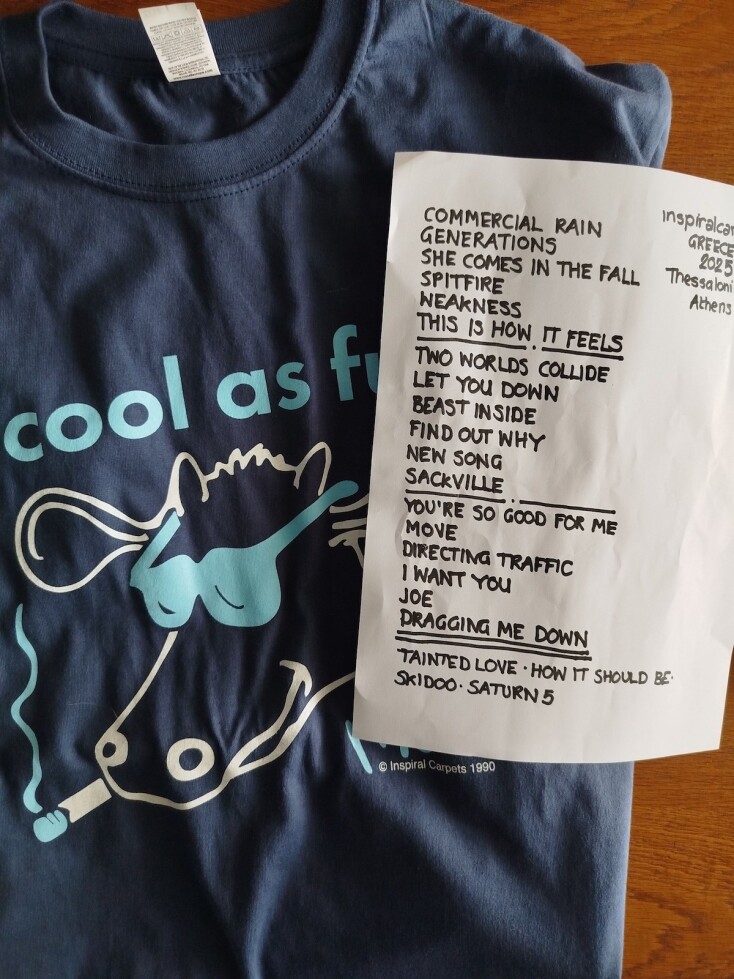 cool as fu
© Inspiral Carpets 1990
Inspiralcar
GREECE
2025
Thessaloni
Athens
COMMERCIAL RAIN
GENERATIONS
SHE COMES IN THE FALL
SPITFIRE
WEAKNESS
THIS IS HOW IT FEELS
TWO WORLDS COLLIDE
LET YOU DOWN
BEAST INSIDE
FIND OUT WHY
NEW SONG
SACKVILLE
YOU'RE SO GOOD FOR ME
MOVE
DIRECTING TRAFFIC
I WANT YOU
JOE
DRAGGING ME DOWN
TAINTED LOVE · HOW IT SHOULD BE·
SKIDOO · SATURN 5